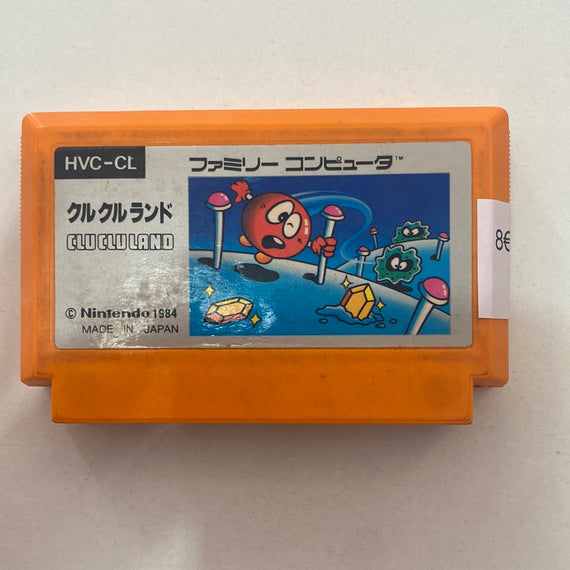 HVC-CL
ファミリー コンピュータ™
クルクルランド
CLU CLU LAND
© Nintendo 1984
MADE IN JAPAN
8€